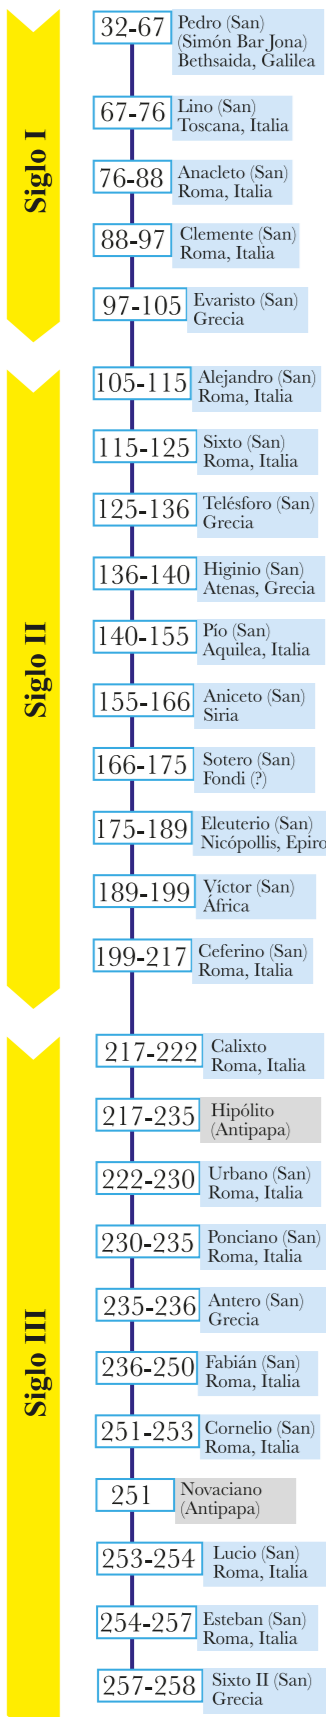 Siglo I
32-67
Pedro (San)
(Simón Bar Jona)
Bethsaida, Galilea
67-76
Lino (San)
Toscana, Italia
76-88
Anacleto (San)
Roma, Italia
88-97
Clemente (San)
Roma, Italia
97-105
Evaristo (San)
Grecia
Siglo II
105-115
Alejandro (San)
Roma, Italia
115-125
Sixto (San)
Roma, Italia
125-136
Telésforo (San)
Grecia
136-140
Higinio (San)
Atenas, Grecia
140-155
Pío (San)
Aquilea, Italia
155-166
Aniceto (San)
Siria
166-175
Sotero (San)
Fondi (?)
175-189
Eleuterio (San)
Nicópollis, Epiro
189-199
Víctor (San)
África
199-217
Ceferino (San)
Roma, Italia
Siglo III
217-222
Calixto
Roma, Italia
217-235
Hipólito
(Antipapa)
222-230
Urbano (San)
Roma, Italia
230-235
Ponciano (San)
Roma, Italia
235-236
Antero (San)
Grecia
236-250
Fabián (San)
Roma, Italia
251-253
Cornelio (San)
Roma, Italia
251
Novaciano
(Antipapa)
253-254
Lucio (San)
Roma, Italia
254-257
Esteban (San)
Roma, Italia
257-258
Sixto II (San)
Grecia